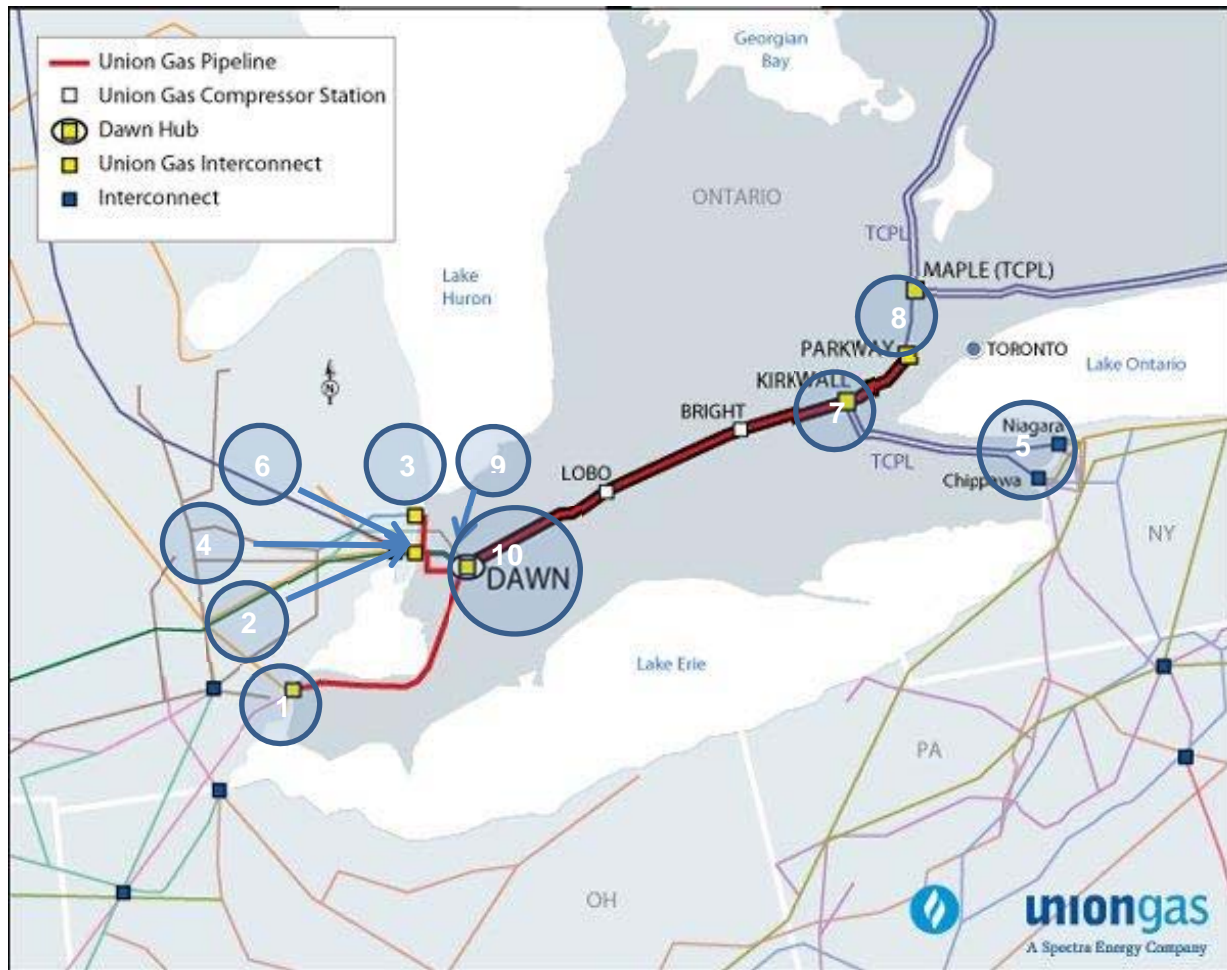 Union Gas Pipeline
Union Gas Compressor Station
Dawn Hub
Union Gas Interconnect
Interconnect
Georgian
Bay
ONTARIO
TCPL
Lake
Huron
MAPLE (TCPL)
8
PARKWAY
TORONTO
Lake Ontario
KIRKWALL
7
BRIGHT
Niagara
5
TCPL
Chippawa
N
6
3
9
LOBO
4
10
DAWN
NY
2
Lake Erie
1
PA
OH
uniongas
A Spectra Energy Company